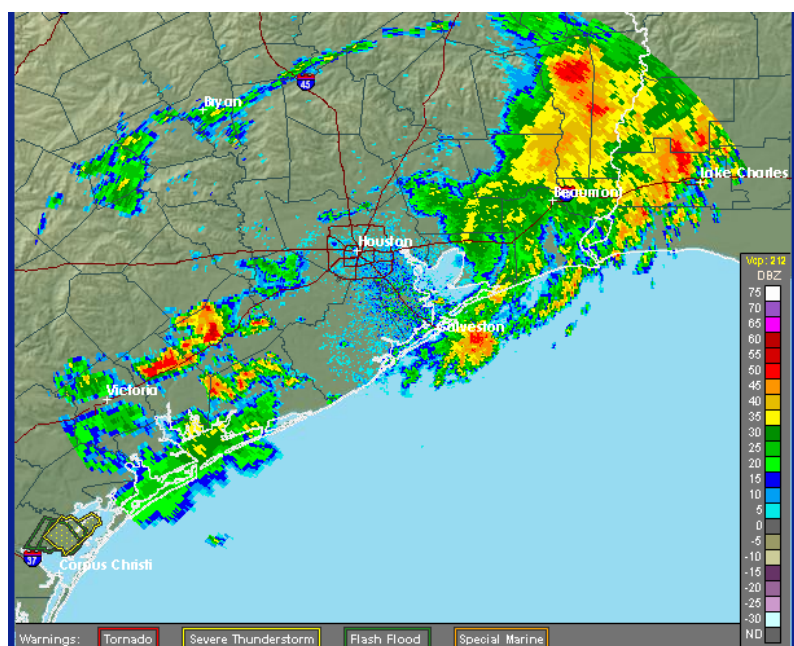 45
Bryan
Lake Charles
Beaumont
Houston
Vcp: 212
DBZ
75
70
65
60
55
50
45
40
35
30
25
20
15
10
5
0
-5
-10
-15
-20
-25
-30
ND
Galveston
Victoria
37
Corpus Christi
Warnings: Tornado Severe Thunderstorm Flash Flood Special Marine